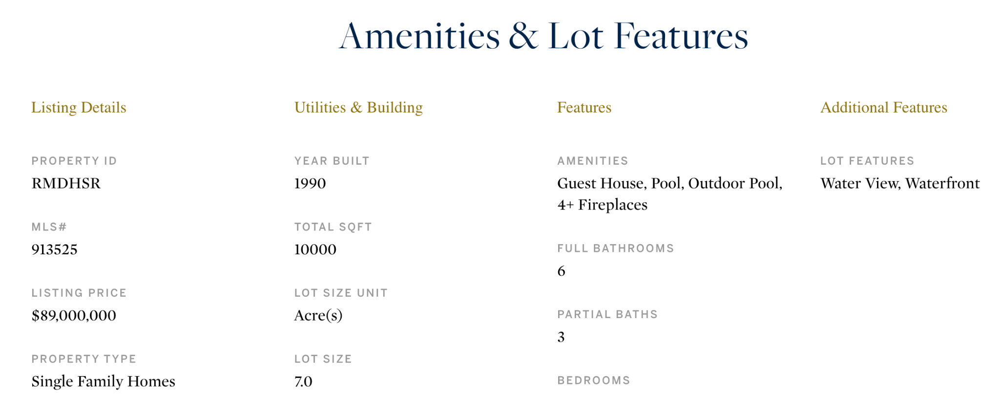 Amenities & Lot Features
Listing Details
PROPERTY ID
RMDHSR
MLS#
913525
LISTING PRICE
$89,000,000
PROPERTY TYPE
Single Family Homes
Utilities & Building
YEAR BUILT
1990
TOTAL SQFT
10000
LOT SIZE UNIT
Acre(s)
LOT SIZE
7.0
Features
AMENITIES
Guest House, Pool, Outdoor Pool,
4+ Fireplaces
FULL BATHROOMS
6
PARTIAL BATHS
3
BEDROOMS
Additional Features
LOT FEATURES
Water View, Waterfront